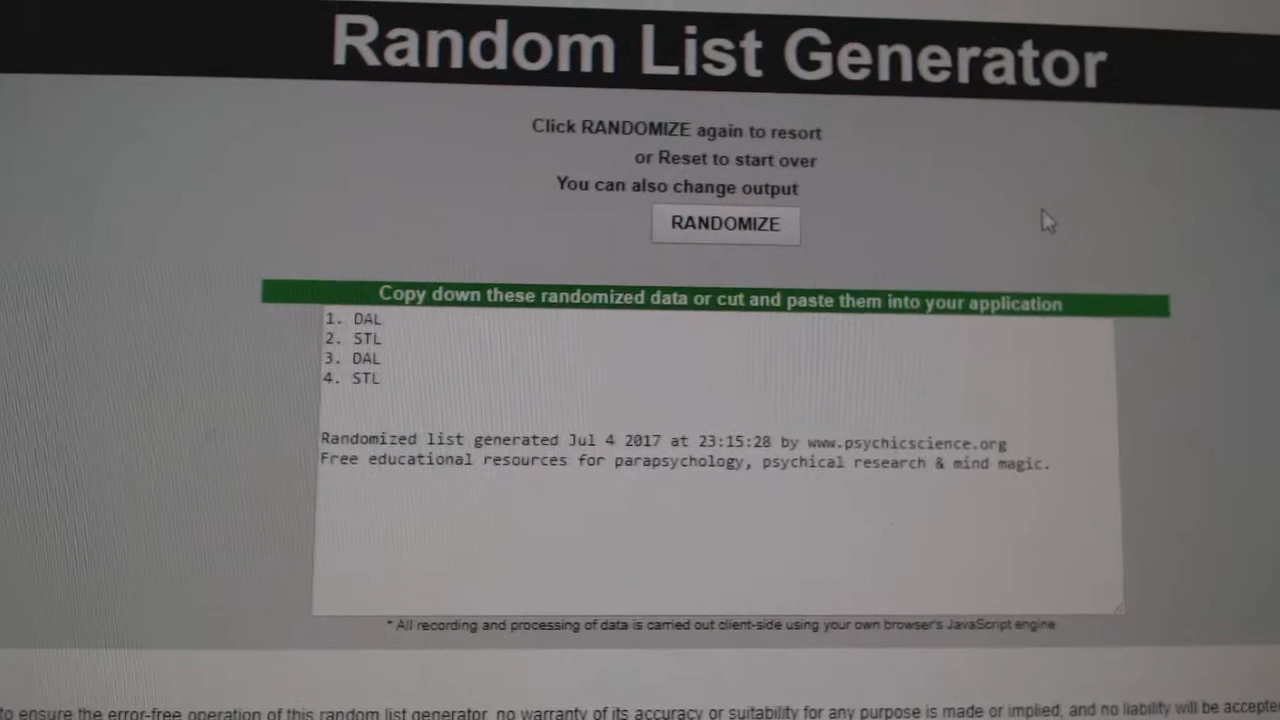 Random List Generator
Click RANDOMIZE again to resort
or Reset to start over
You can also change output
RANDOMIZE
Copy down these randomized data or cut and paste them into your application
1. DAL
2. STL
3. DAL
4. STL
Randomized list generated Jul 4 2017 at 23:15:28 by www.psychicscience.org
Free educational resources for parapsychology, psychical research & mind magic.
* All recording and processing of data is carried out client-side using your own browser's JavaScript engine
to ensure the error-free operation of this random list generator, no warranty of its accuracy or suitability for any purpose is made or implied, and no liability will be accepte